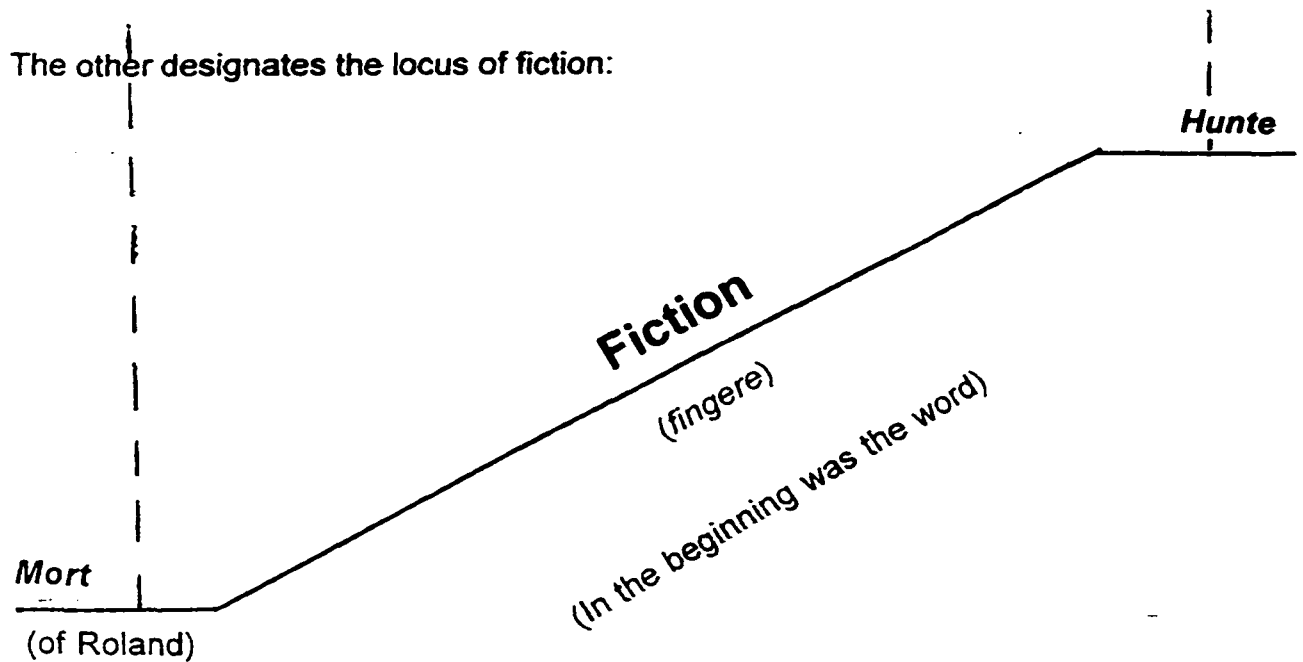 The other designates the locus of fiction:
Hunte
Fiction
(fingere)
(In the beginning was the word)
Mort
(of Roland)